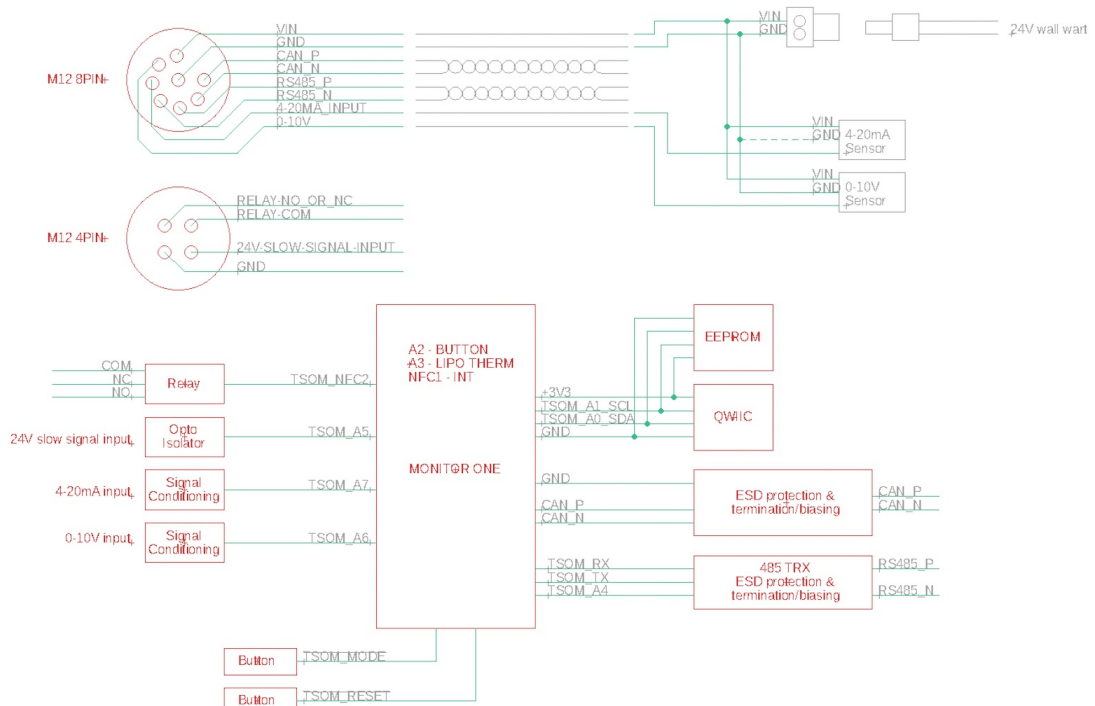 VIN
GND
CAN_P
CAN_N
RS485_P
RS485_N
4-20MA_INPUT
0-10V
M12 8PIN
VIN
GND
24V wall wart
VIN
GND
4-20mA
Sensor
VIN
GND
0-10V
Sensor
M12 4PIN
RELAY-NO_OR_NC
RELAY-COM
24V-SLOW-SIGNAL-INPUT
GND
A2 - BUTTON
A3 - LIPO THERM
NFC1 - INT
MONITOR ONE
COM
NC
NO
Relay
TSOM_NFC2
24V slow signal input
Opto
Isolator
TSOM_A5
4-20mA input
Signal
Conditioning
TSOM_A7
0-10V input
Signal
Conditioning
TSOM_A6
+3V3
TSOM_A1_SCL
TSOM_A0_SDA
GND
EEPROM
QWIIC
GND
CAN_P
CAN_N
ESD protection &
termination/biasing
CAN_P
CAN_N
TSOM_RX
TSOM_TX
TSOM_A4
485 TRX
ESD protection &
termination/biasing
RS485_P
RS485_N
Button
TSOM_MODE
Button
TSOM_RESET